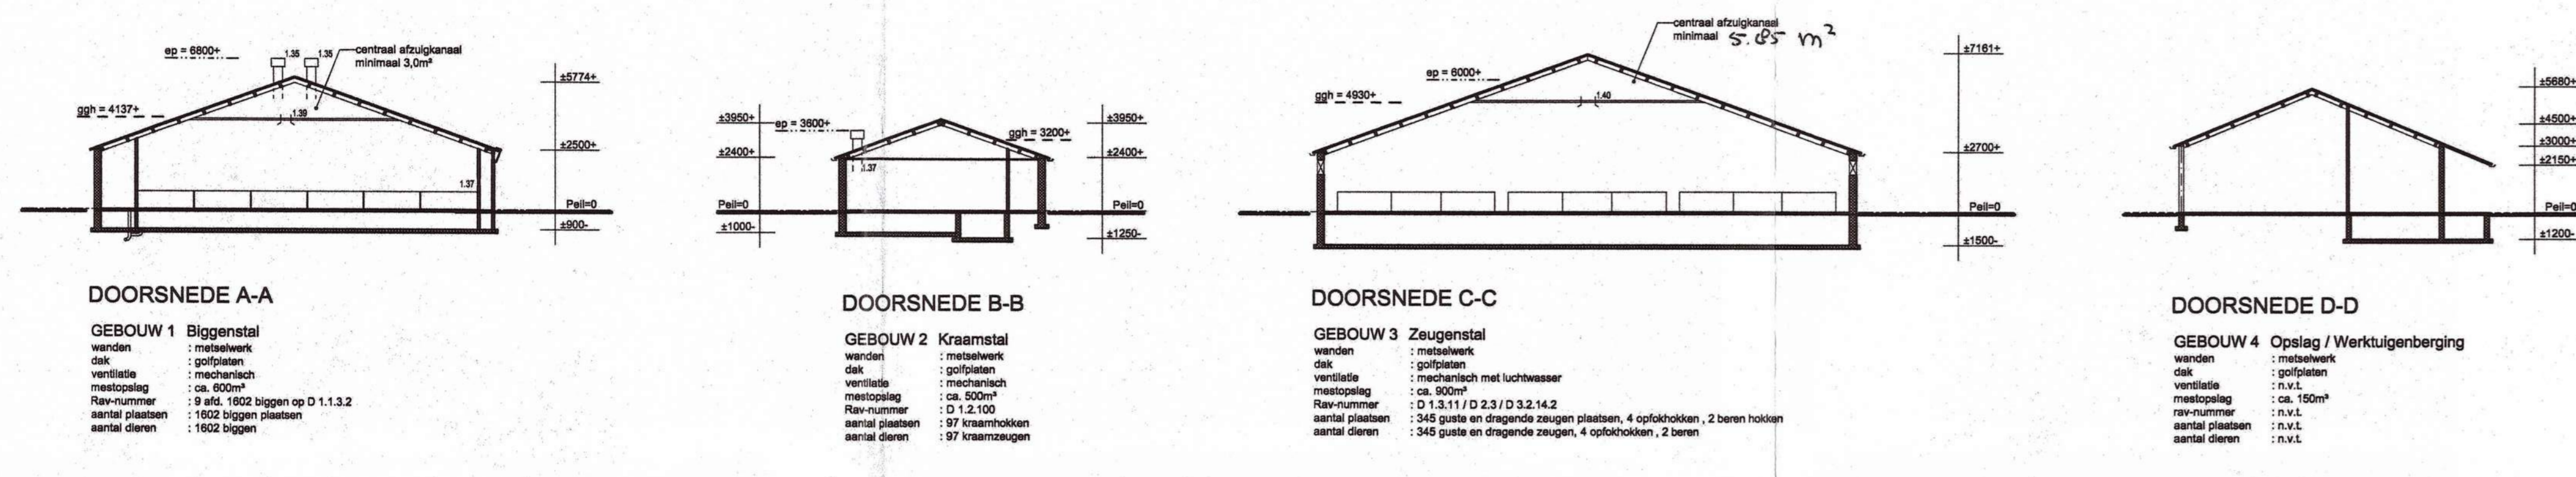 ep = 6800+
1.35 1.35
centraal afzuigkanaal
minimaal 3,0m²
±5774+
ggh = 4137+
1.39
±2500+
1.37
Peil=0
±900-
DOORSNEDE A-A
GEBOUW 1 Biggenstal
wanden : metselwerk
dak : golfplaten
ventilatie : mechanisch
mestopslag : ca. 600m³
Rav-nummer : 9 afd. 1602 biggen op D 1.1.3.2
aantal plaatsen : 1602 biggen plaatsen
aantal dieren : 1602 biggen
±3950+
ep = 3600+
±3950+
ggh = 3200+
±2400+
±2400+
1.37
Peil=0
Peil=0
±1000-
±1250-
DOORSNEDE B-B
GEBOUW 2 Kraamstal
wanden : metselwerk
dak : golfplaten
ventilatie : mechanisch
mestopslag : ca. 500m³
Rav-nummer : D 1.2.100
aantal plaatsen : 97 kraamhokken
aantal dieren : 97 kraamzeugen
centraal afzuigkanaal
minimaal 5.85 m²
±7161+
ep = 6000+
ggh = 4930+
1.40
±2700+
Peil=0
±1500-
DOORSNEDE C-C
GEBOUW 3 Zeugenstal
wanden : metselwerk
dak : golfplaten
ventilatie : mechanisch met luchtwasser
mestopslag : ca. 900m³
Rav-nummer : D 1.3.11 / D 2.3 / D 3.2.14.2
aantal plaatsen : 345 guste en dragende zeugen plaatsen, 4 opfokhokken , 2 beren hokken
aantal dieren : 345 guste en dragende zeugen, 4 opfokhokken , 2 beren
±5680+
±4500+
±3000+
±2150+
Peil=0
±1200-
DOORSNEDE D-D
GEBOUW 4 Opslag / Werktuigenberging
wanden : metselwerk
dak : golfplaten
ventilatie : n.v.t.
mestopslag : ca. 150m³
rav-nummer : n.v.t.
aantal plaatsen : n.v.t.
aantal dieren : n.v.t.